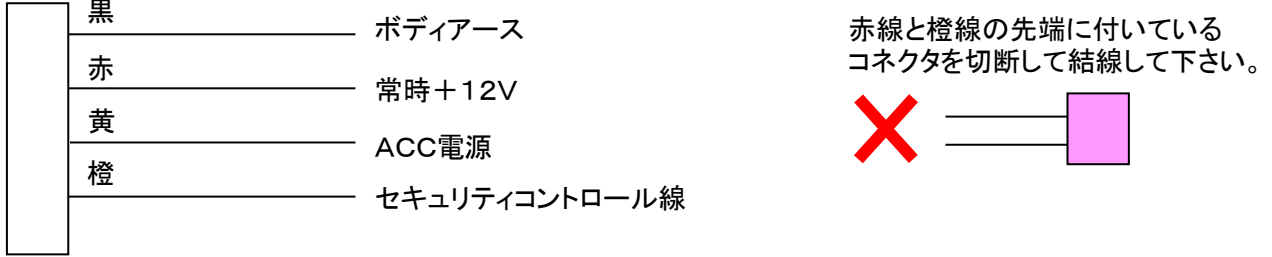 黒
ボディアース
赤
常時＋１２Ｖ
黄
ＡＣＣ電源
橙
セキュリティコントロール線
赤線と橙線の先端に付いている
コネクタを切断して結線して下さい。